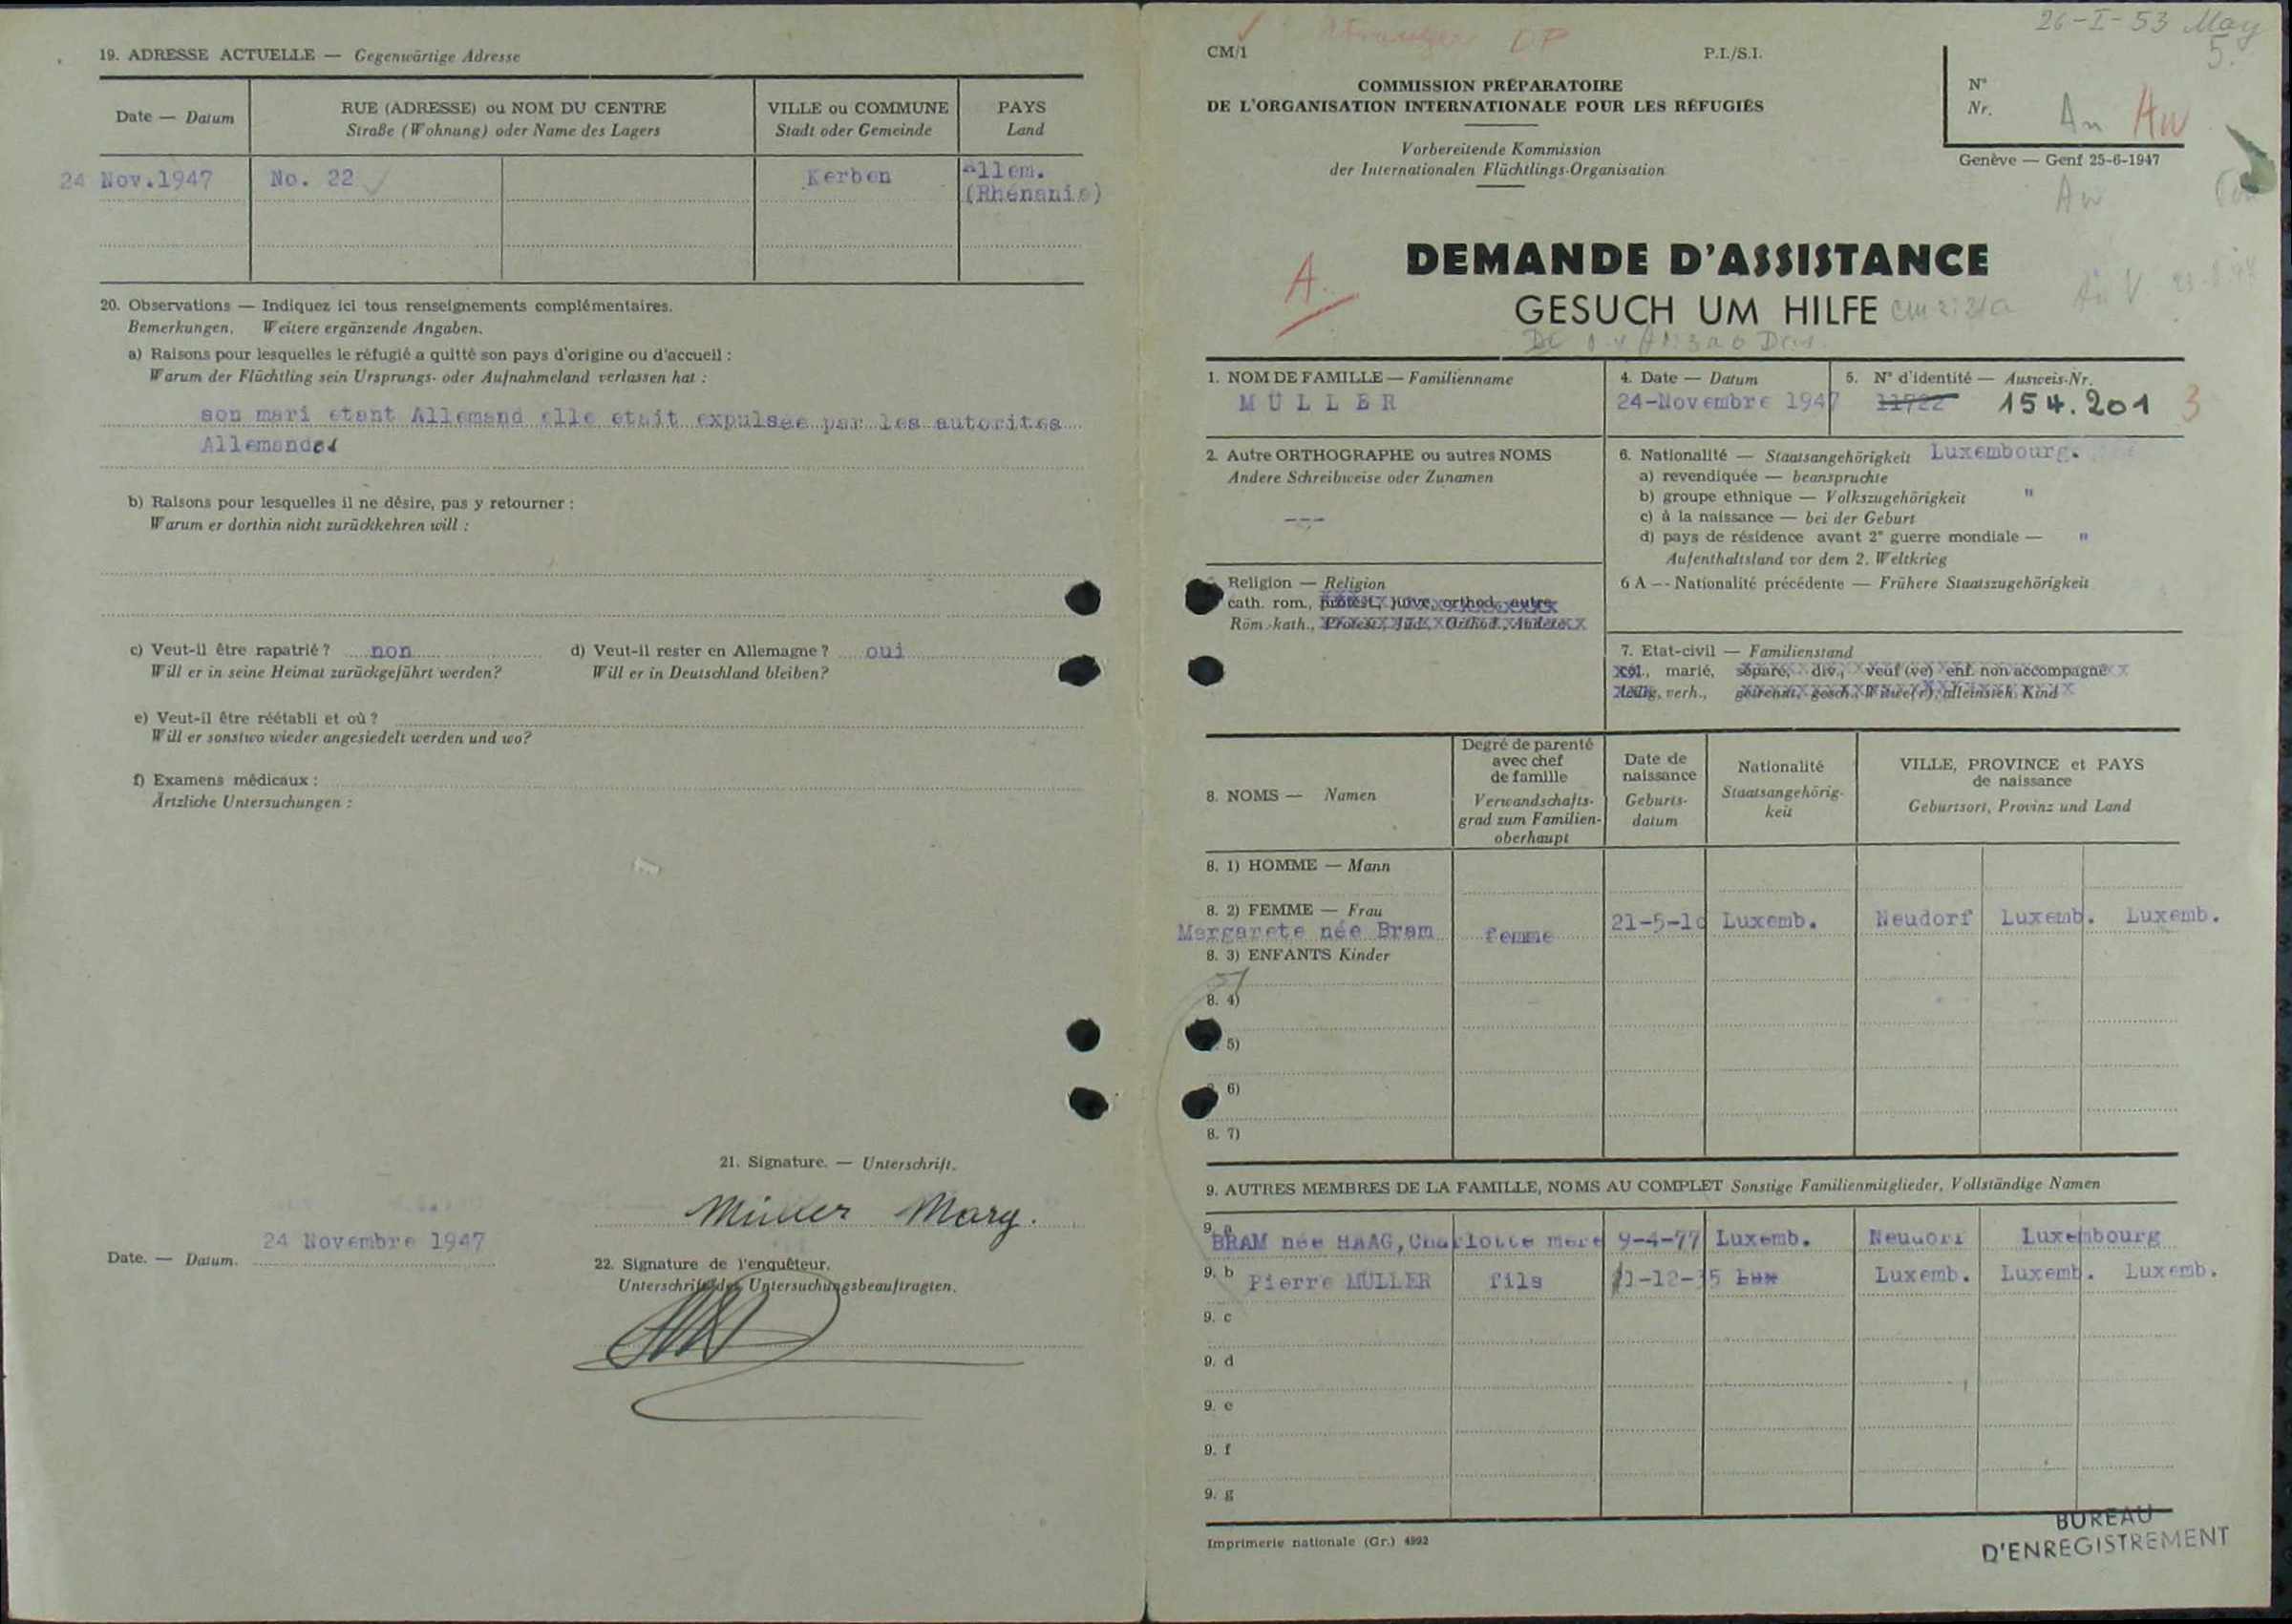 19. ADRESSE ACTUELLE — Gegenwärtige Adresse
Date — Datum
RUE (ADRESSE) ou NOM DU CENTRE
Straße (Wohnung) oder Name des Lagers
VILLE ou COMMUNE
Stadt oder Gemeinde
PAYS
Land
24 Nov.1947 No. 22 Kerben Allem.
(Rhénanie)
20. Observations — Indiquez ici tous renseignements complémentaires.
Bemerkungen. Weitere ergänzende Angaben.
a) Raisons pour lesquelles le réfugié a quitté son pays d'origine ou d'accueil :
Warum der Flüchtling sein Ursprungs- oder Aufnahmeland verlassen hat :
son mari etant Allemand elle etait expulsee par les autorites
Allemandes
b) Raisons pour lesquelles il ne désire, pas y retourner :
Warum er dorthin nicht zurückkehren will :
c) Veut-il être rapatrié ? non d) Veut-il rester en Allemagne ? oui
Will er in seine Heimat zurückgeführt werden? Will er in Deutschland bleiben?
e) Veut-il être réétabli et où ?
Will er sonstwo wieder angesiedelt werden und wo?
f) Examens médicaux :
Ärtzliche Untersuchungen :
21. Signature. — Unterschrift.
Müller Mary.
Date. — Datum. 24 Novembre 1947
22. Signature de l'enquêteur.
Unterschrift des Untersuchungsbeauftragten.
26-I-53 May
5.
CM/1 DP P.I./S.I.
COMMISSION PRÉPARATOIRE
DE L'ORGANISATION INTERNATIONALE POUR LES RÉFUGIÉS
Vorbereitende Kommission
der Internationalen Flüchtlings-Organisation
N°
Nr. An Aw
Genève — Genf 25-6-1947
Aw
A.
DEMANDE D'ASSISTANCE
GESUCH UM HILFE
1. NOM DE FAMILLE — Familienname
MÜLLER
4. Date — Datum
24-Novembre 1947
5. N° d'identité — Ausweis-Nr.
11722 154.201 3
2. Autre ORTHOGRAPHE ou autres NOMS
Andere Schreibweise oder Zunamen
---
6. Nationalité — Staatsangehörigkeit Luxembourg.
a) revendiquée — beanspruchte
b) groupe ethnique — Volkszugehörigkeit "
c) à la naissance — bei der Geburt
d) pays de résidence avant 2e guerre mondiale — "
Aufenthaltsland vor dem 2. Weltkrieg
6 A — Nationalité précédente — Frühere Staatszugehörigkeit
Religion — Religion
cath. rom., protest., juive, orthod., autre
Röm.-kath., Protest., Jüd., Orthod., Andere
7. Etat-civil — Familienstand
cél., marié, séparé, div., veuf (ve) enf. non accompagné
ledig, verh., getrennt, gesch., Witwe(r), alleinsteh. Kind
8. NOMS — Namen
Degré de parenté
avec chef
de famille
Verwandschafts-
grad zum Familien-
oberhaupt
Date de
naissance
Geburts-
datum
Nationalité
Staatsangehörig-
keit
VILLE, PROVINCE et PAYS
de naissance
Geburtsort, Provinz und Land
8. 1) HOMME — Mann
8. 2) FEMME — Frau
Margarete née Bram femme 21-5-10 Luxemb. Neudorf Luxemb. Luxemb.
8. 3) ENFANTS Kinder
8. 4)
5)
6)
8. 7)
9. AUTRES MEMBRES DE LA FAMILLE, NOMS AU COMPLET Sonstige Familienmitglieder, Vollständige Namen
9. a BRAM née HAAG, Charlotte mere 9-4-77 Luxemb. Neudorf Luxembourg
9. b Pierre MÜLLER fils 11-12-35 Lux Luxemb. Luxemb. Luxemb.
9. c
9. d
9. e
9. f
9. g
Imprimerie nationale (Gr.) 4992
BUREAU
D'ENREGISTREMENT